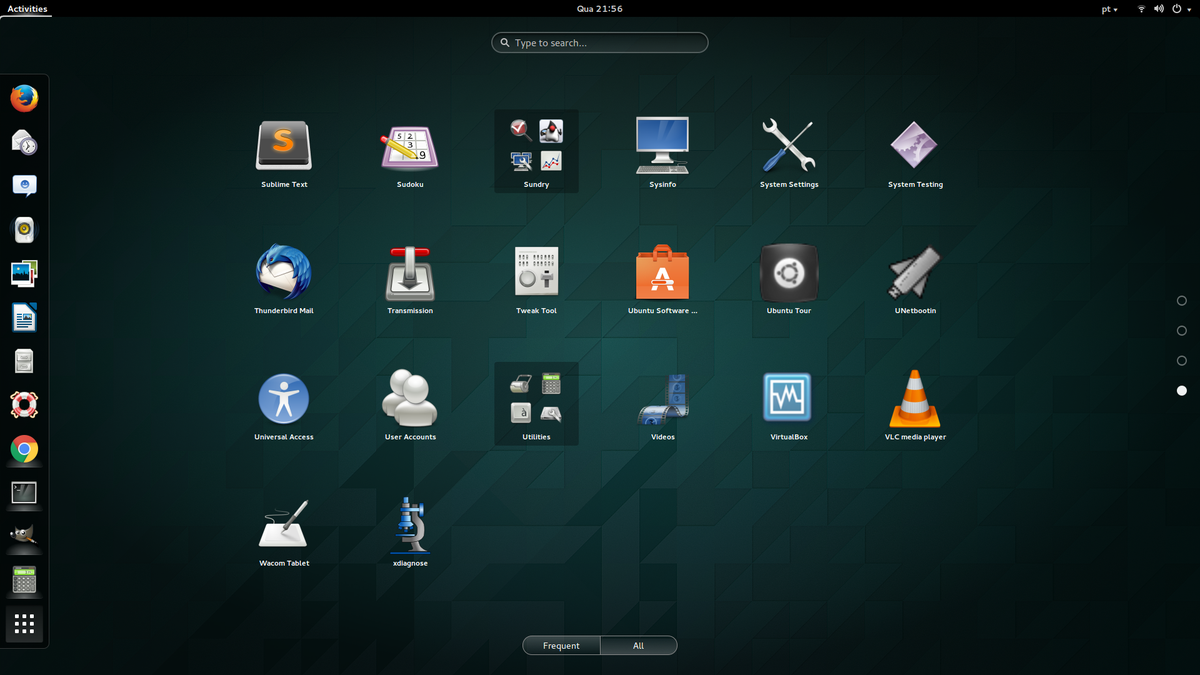 Activities
Qua 21:56
pt
Type to search...
Sublime Text
Sudoku
Sundry
Sysinfo
System Settings
System Testing
Thunderbird Mail
Transmission
Tweak Tool
Ubuntu Software ...
Ubuntu Tour
UNetbootin
Universal Access
User Accounts
Utilities
Videos
VirtualBox
VLC media player
Wacom Tablet
xdiagnose
Frequent
All